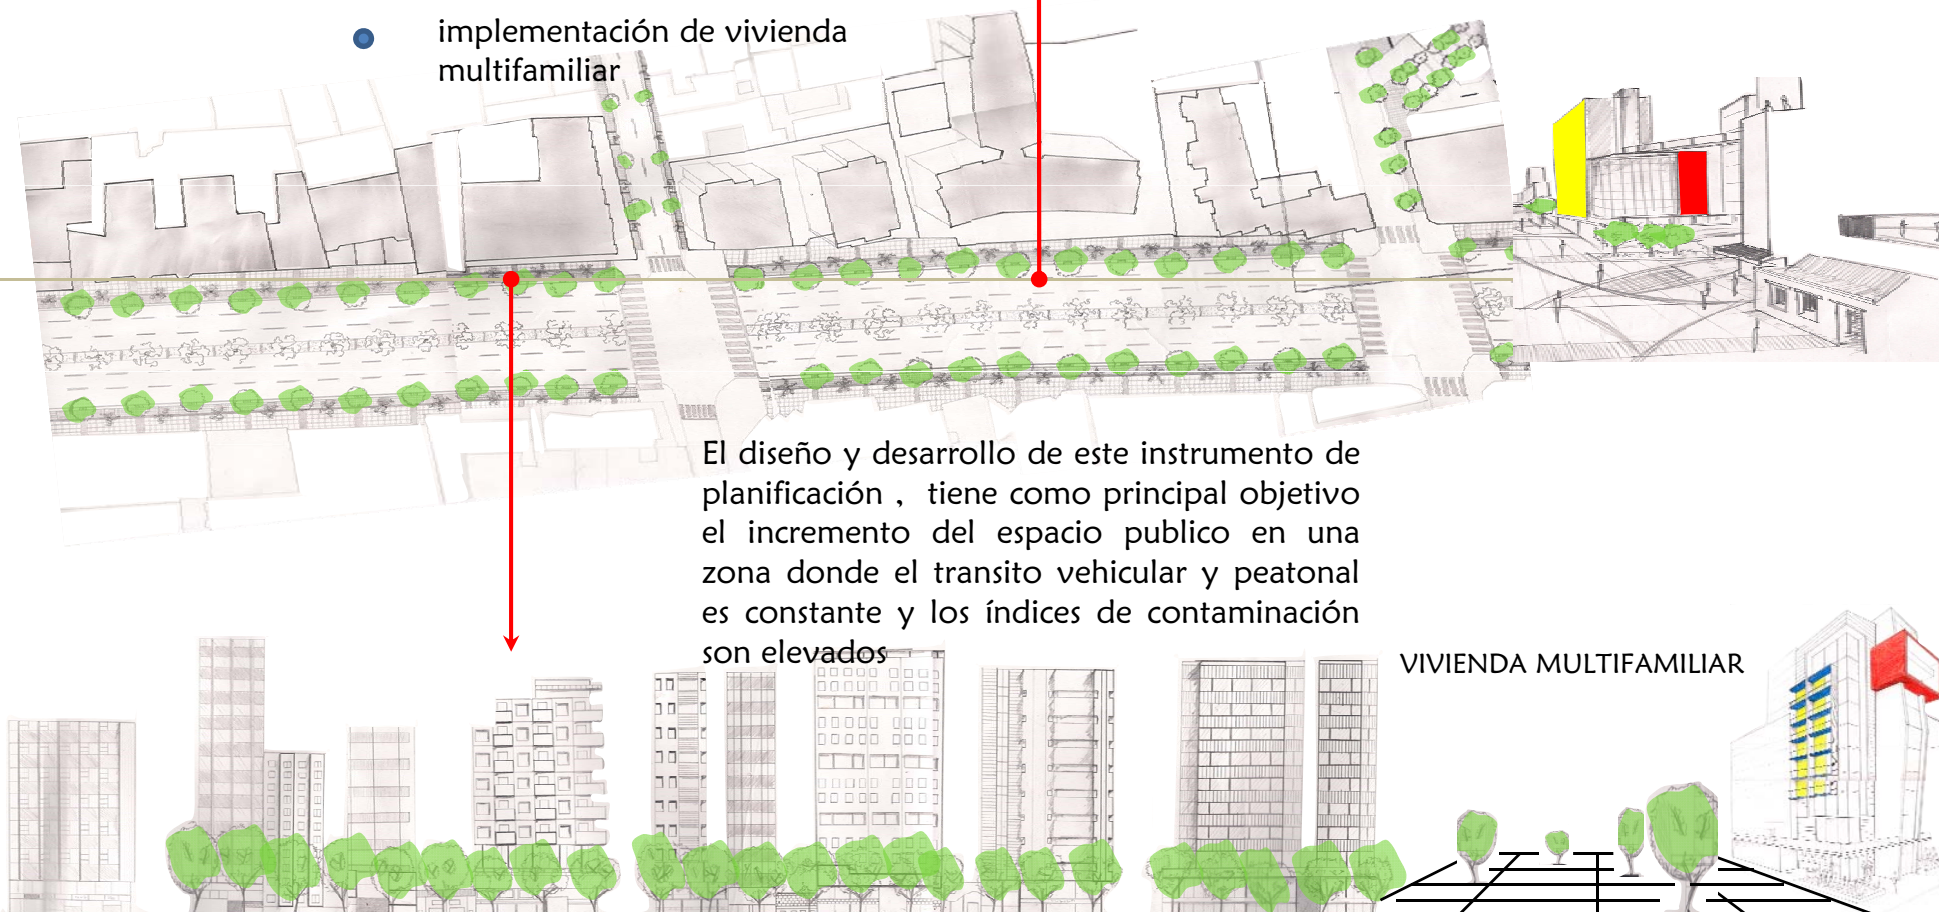 implementación de vivienda
multifamiliar
El diseño y desarrollo de este instrumento de
planificación , tiene como principal objetivo
el incremento del espacio publico en una
zona donde el transito vehicular y peatonal
es constante y los índices de contaminación
son elevados
VIVIENDA MULTIFAMILIAR